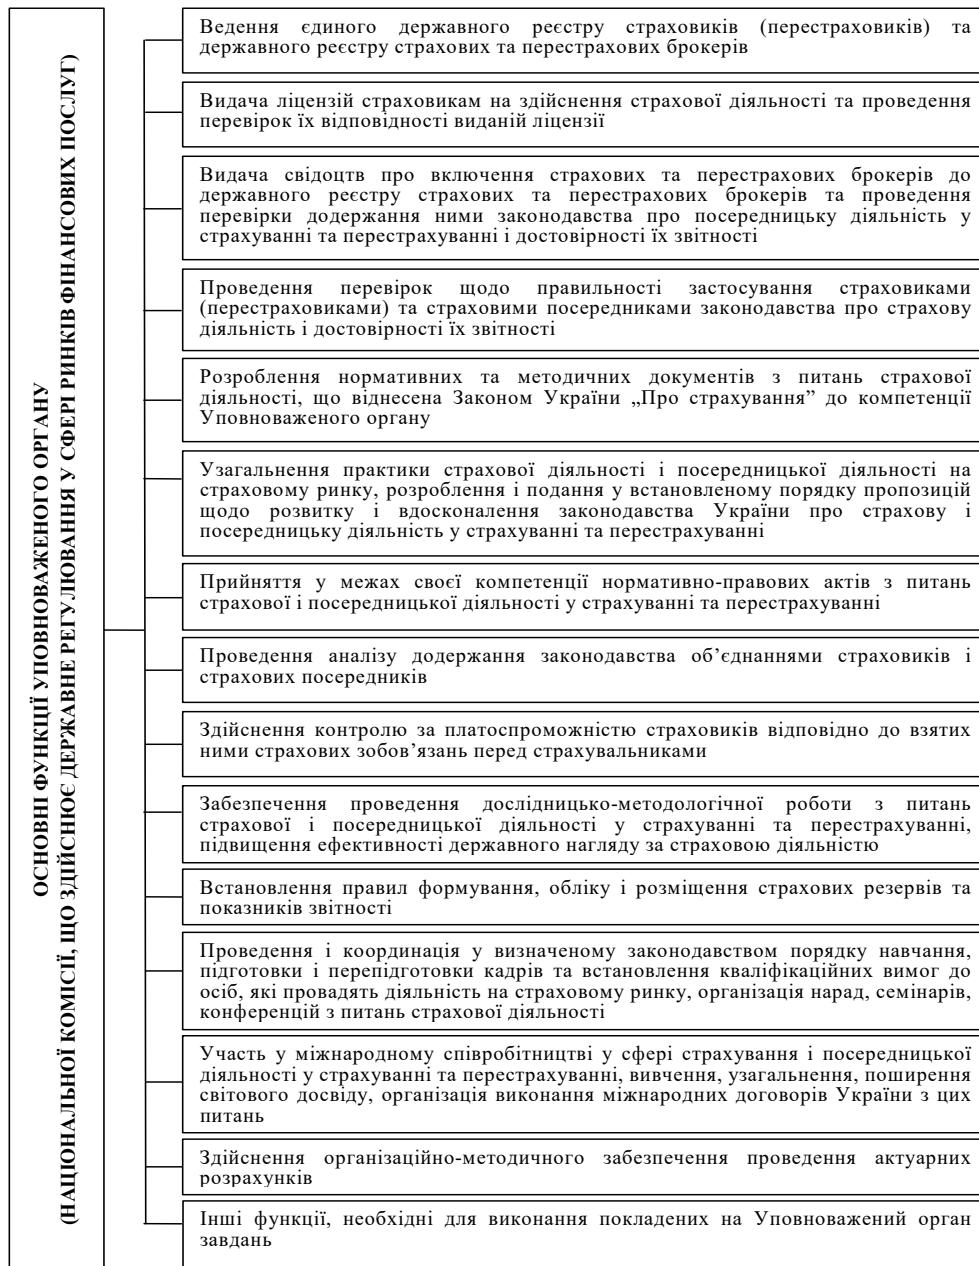 ОСНОВНІ ФУНКЦІЇ УПОВНОВАЖЕНОГО ОРГАНУ
(НАЦІОНАЛЬНОЇ КОМІСІЇ, ЩО ЗДІЙСНЮЄ ДЕРЖАВНЕ РЕГУЛЮВАННЯ У СФЕРІ РИНКІВ ФІНАНСОВИХ ПОСЛУГ)
Ведення єдиного державного реєстру страховиків (перестраховиків) та
державного реєстру страхових та перестрахових брокерів
Видача ліцензій страховикам на здійснення страхової діяльності та проведення
перевірок їх відповідності виданій ліцензії
Видача свідоцтв про включення страхових та перестрахових брокерів до
державного реєстру страхових та перестрахових брокерів та проведення
перевірки додержання ними законодавства про посередницьку діяльність у
страхуванні та перестрахуванні і достовірності їх звітності
Проведення перевірок щодо правильності застосування страховиками
(перестраховиками) та страховими посередниками законодавства про страхову
діяльність і достовірності їх звітності
Розроблення нормативних та методичних документів з питань страхової
діяльності, що віднесена Законом України „Про страхування” до компетенції
Уповноваженого органу
Узагальнення практики страхової діяльності і посередницької діяльності на
страховому ринку, розроблення і подання у встановленому порядку пропозицій
щодо розвитку і вдосконалення законодавства України про страхову і
посередницьку діяльність у страхуванні та перестрахуванні
Прийняття у межах своєї компетенції нормативно-правових актів з питань
страхової і посередницької діяльності у страхуванні та перестрахуванні
Проведення аналізу додержання законодавства об’єднаннями страховиків і
страхових посередників
Здійснення контролю за платоспроможністю страховиків відповідно до взятих
ними страхових зобов’язань перед страхувальниками
Забезпечення проведення дослідницько-методологічної роботи з питань
страхової і посередницької діяльності у страхуванні та перестрахуванні,
підвищення ефективності державного нагляду за страховою діяльністю
Встановлення правил формування, обліку і розміщення страхових резервів та
показників звітності
Проведення і координація у визначеному законодавством порядку навчання,
підготовки і перепідготовки кадрів та встановлення кваліфікаційних вимог до
осіб, які провадять діяльність на страховому ринку, організація нарад, семінарів,
конференцій з питань страхової діяльності
Участь у міжнародному співробітництві у сфері страхування і посередницької
діяльності у страхуванні та перестрахуванні, вивчення, узагальнення, поширення
світового досвіду, організація виконання міжнародних договорів України з цих
питань
Здійснення організаційно-методичного забезпечення проведення актуарних
розрахунків
Інші функції, необхідні для виконання покладених на Уповноважений орган
завдань